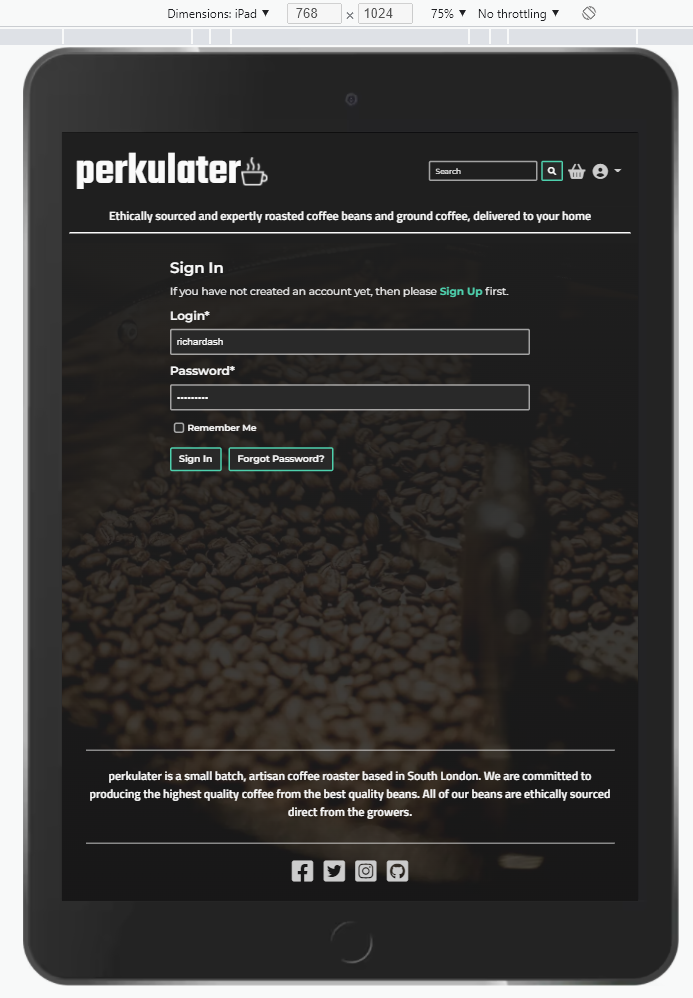 Dimensions: iPad ▼ 768 × 1024 75% ▼ No throttling ▼
perkulater
Search
Ethically sourced and expertly roasted coffee beans and ground coffee, delivered to your home
Sign In
If you have not created an account yet, then please Sign Up first.
Login*
richardash
Password*
---------
Remember Me
Sign In Forgot Password?
perkulater is a small batch, artisan coffee roaster based in South London. We are committed to
producing the highest quality coffee from the best quality beans. All of our beans are ethically sourced
direct from the growers.